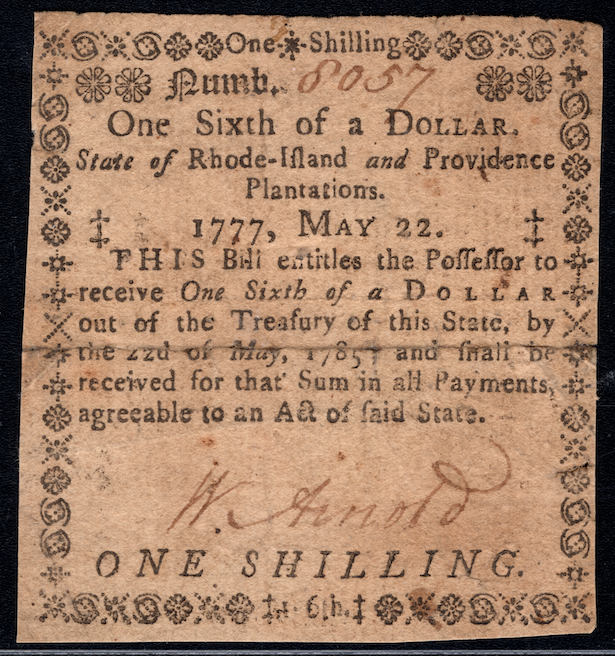 One-*-Shilling
Numb. 8057
One Sixth of a DOLLAR.
State of Rhode-Iſland and Providence
Plantations.
‡ 1777, MAY 22. ‡
THIS Bill entitles the Poſſeſſor to
receive One Sixth of a DOLLAR
out of the Treaſury of this State, by
the 22d of May, 1785; and ſhall be
received for that Sum in all Payments,
agreeable to an Act of ſaid State.
W. Arnold
ONE SHILLING.
‡ 6th. ‡